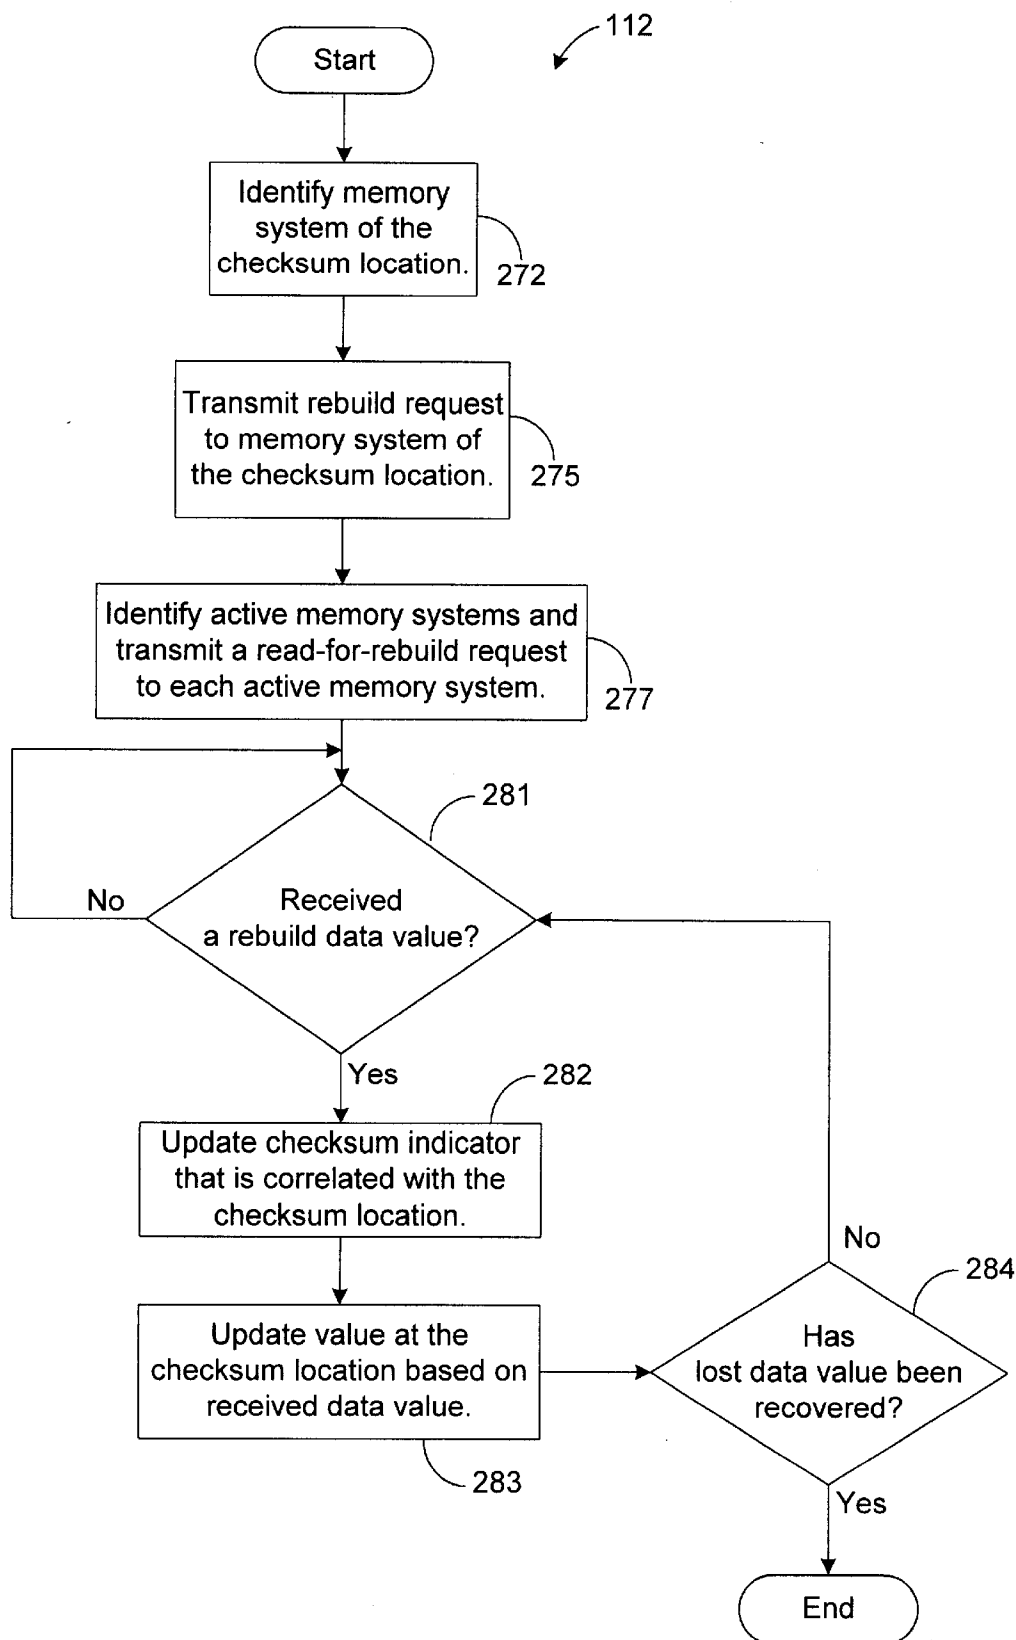 112
Start
Identify memory
system of the
checksum location.
272
Transmit rebuild request
to memory system of
the checksum location.
275
Identify active memory systems and
transmit a read-for-rebuild request
to each active memory system.
277
281
Received
a rebuild data value?
No
Yes
282
Update checksum indicator
that is correlated with the
checksum location.
Update value at the
checksum location based on
received data value.
283
No
284
Has
lost data value been
recovered?
Yes
End